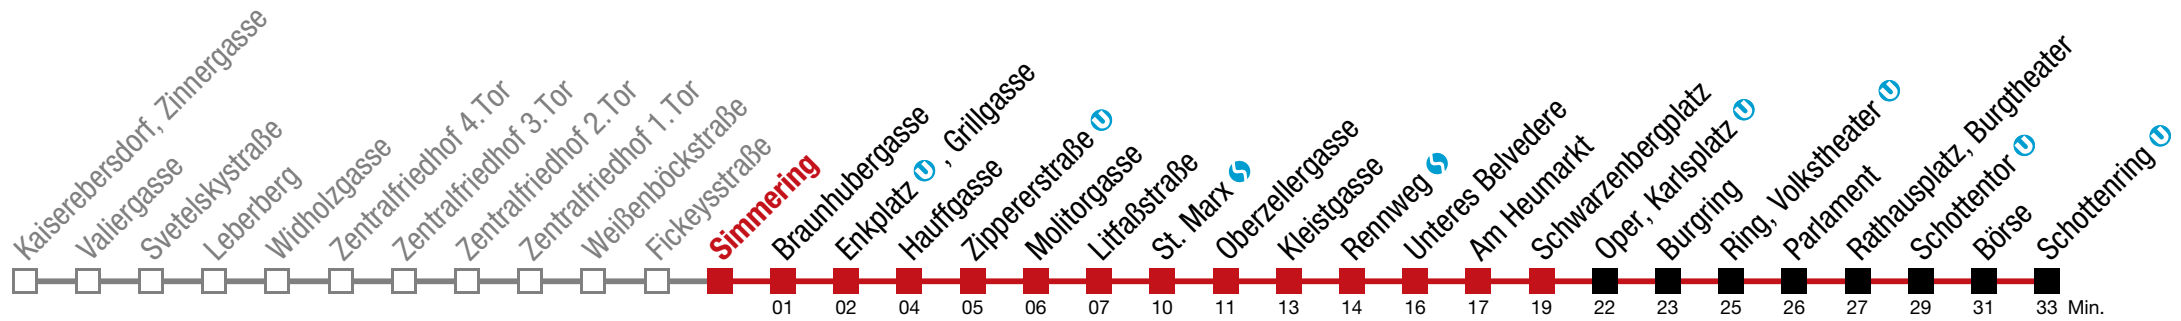 Kaiserebersdorf, Zinnergasse
Valiergasse
Svetelskystraße
Leberberg
Widholzgasse
Zentralfriedhof 4.Tor
Zentralfriedhof 3.Tor
Zentralfriedhof 2.Tor
Zentralfriedhof 1.Tor
Weißenböckstraße
Fickeysstraße
Simmering
Braunhubergasse
Enkplatz U, Grillgasse
Hauffgasse
Zippererstraße U
Molitorgasse
Litfaßstraße
St. Marx S
Oberzellergasse
Kleistgasse
Rennweg S
Unteres Belvedere
Am Heumarkt
Schwarzenbergplatz
Oper, Karlsplatz U
Burgring
Ring, Volkstheater U
Parlament
Rathausplatz, Burgtheater
Schottentor U
Börse
Schottenring U
01 02 04 05 06 07 10 11 13 14 16 17 19 22 23 25 26 27 29 31 33 Min.